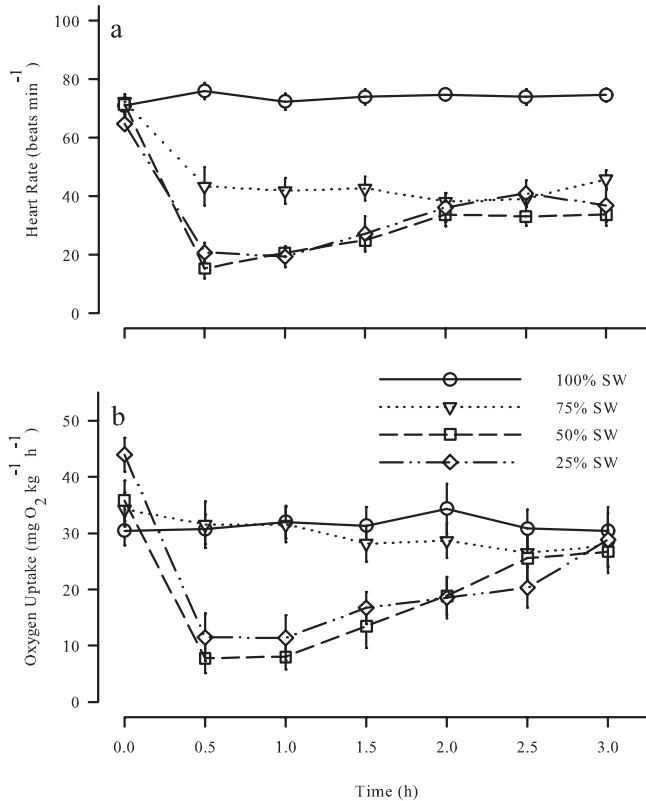 a
100
80
60
40
20
0
Heart Rate (beats min⁻¹)
b
100% SW
75% SW
50% SW
25% SW
50
40
30
20
10
0
Oxygen Uptake (mg O₂ kg⁻¹ h⁻¹)
0.0 0.5 1.0 1.5 2.0 2.5 3.0
Time (h)